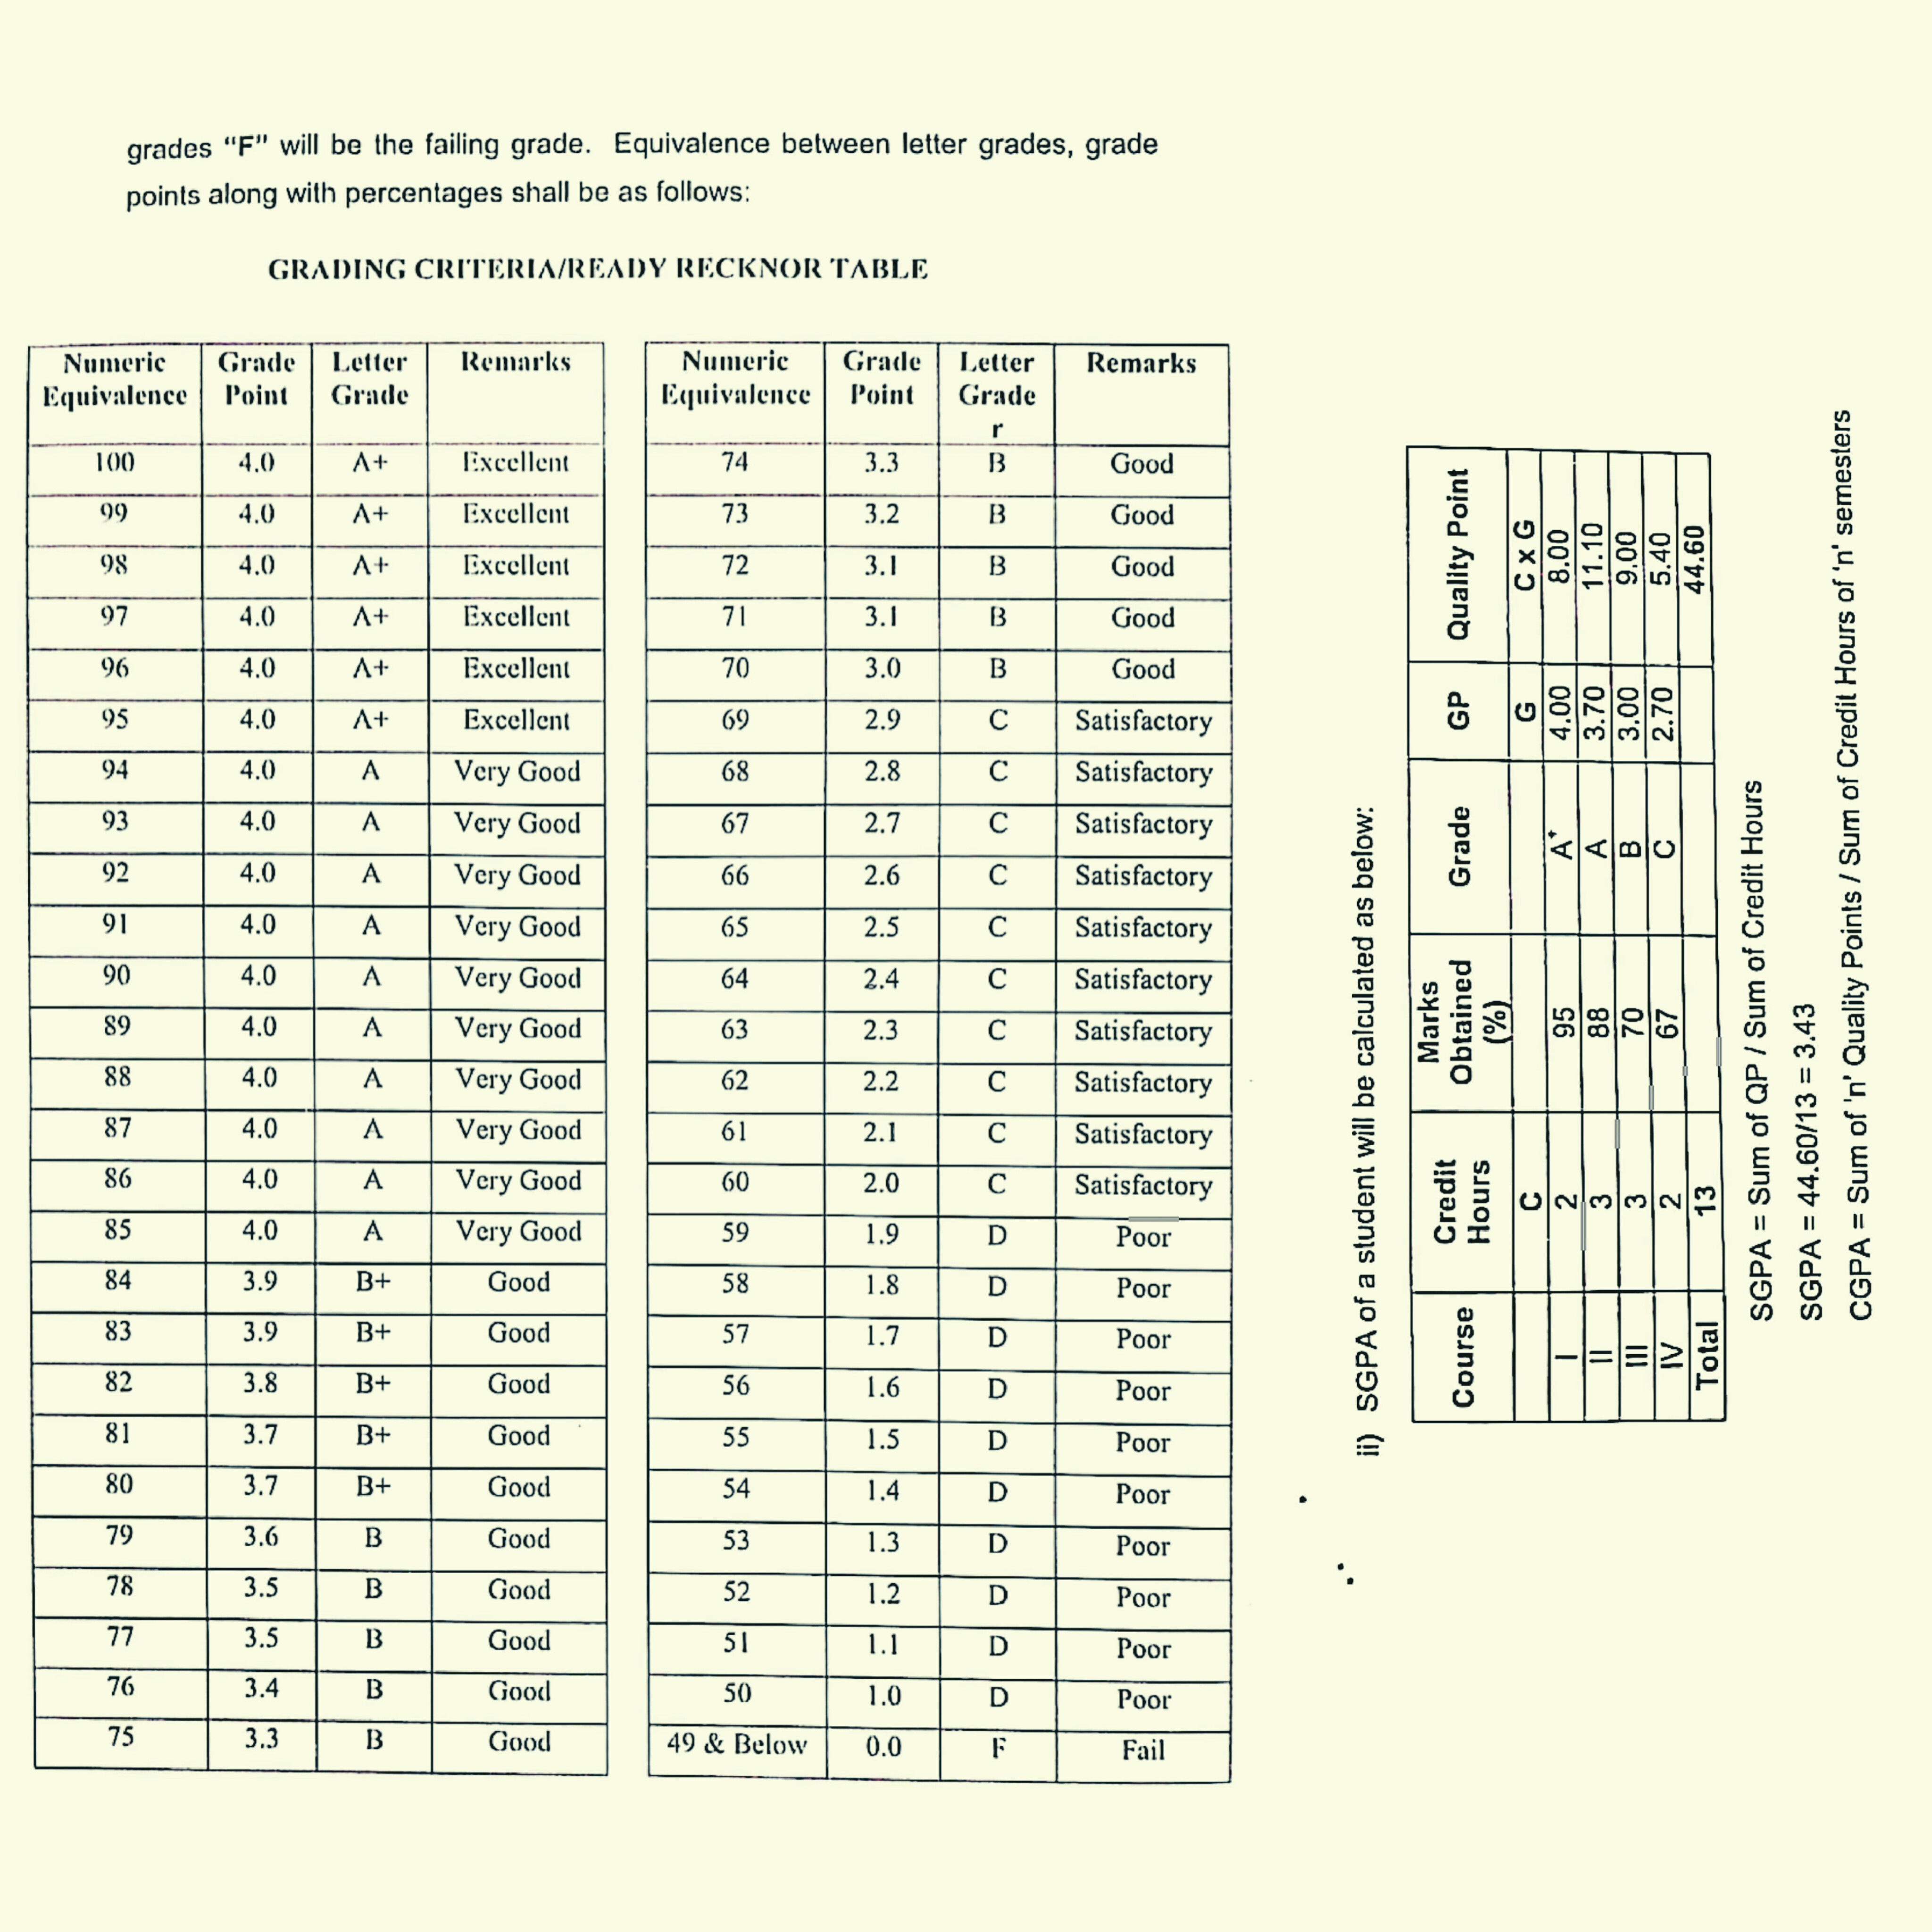 grades “F” will be the failing grade. Equivalence between letter grades, grade
points along with percentages shall be as follows:
GRADING CRITERIA/READY RECKNOR TABLE
Numeric Equivalence Grade Point Letter Grade Remarks
100 4.0 A+ Excellent
99 4.0 A+ Excellent
98 4.0 A+ Excellent
97 4.0 A+ Excellent
96 4.0 A+ Excellent
95 4.0 A+ Excellent
94 4.0 A Very Good
93 4.0 A Very Good
92 4.0 A Very Good
91 4.0 A Very Good
90 4.0 A Very Good
89 4.0 A Very Good
88 4.0 A Very Good
87 4.0 A Very Good
86 4.0 A Very Good
85 4.0 A Very Good
84 3.9 B+ Good
83 3.9 B+ Good
82 3.8 B+ Good
81 3.7 B+ Good
80 3.7 B+ Good
79 3.6 B Good
78 3.5 B Good
77 3.5 B Good
76 3.4 B Good
75 3.3 B Good
Numeric Equivalence Grade Point Letter Grade r Remarks
74 3.3 B Good
73 3.2 B Good
72 3.1 B Good
71 3.1 B Good
70 3.0 B Good
69 2.9 C Satisfactory
68 2.8 C Satisfactory
67 2.7 C Satisfactory
66 2.6 C Satisfactory
65 2.5 C Satisfactory
64 2.4 C Satisfactory
63 2.3 C Satisfactory
62 2.2 C Satisfactory
61 2.1 C Satisfactory
60 2.0 C Satisfactory
59 1.9 D Poor
58 1.8 D Poor
57 1.7 D Poor
56 1.6 D Poor
55 1.5 D Poor
54 1.4 D Poor
53 1.3 D Poor
52 1.2 D Poor
51 1.1 D Poor
50 1.0 D Poor
49 & Below 0.0 F Fail
ii) SGPA of a student will be calculated as below:
Course Credit Hours Marks Obtained (%) Grade GP Quality Point
C G C x G
I 2 95 A+ 4.00 8.00
II 3 88 A 3.70 11.10
III 3 70 B 3.00 9.00
IV 2 67 C 2.70 5.40
Total 13 44.60
SGPA = Sum of QP / Sum of Credit Hours
SGPA = 44.60/13 = 3.43
CGPA = Sum of 'n' Quality Points / Sum of Credit Hours of 'n' semesters